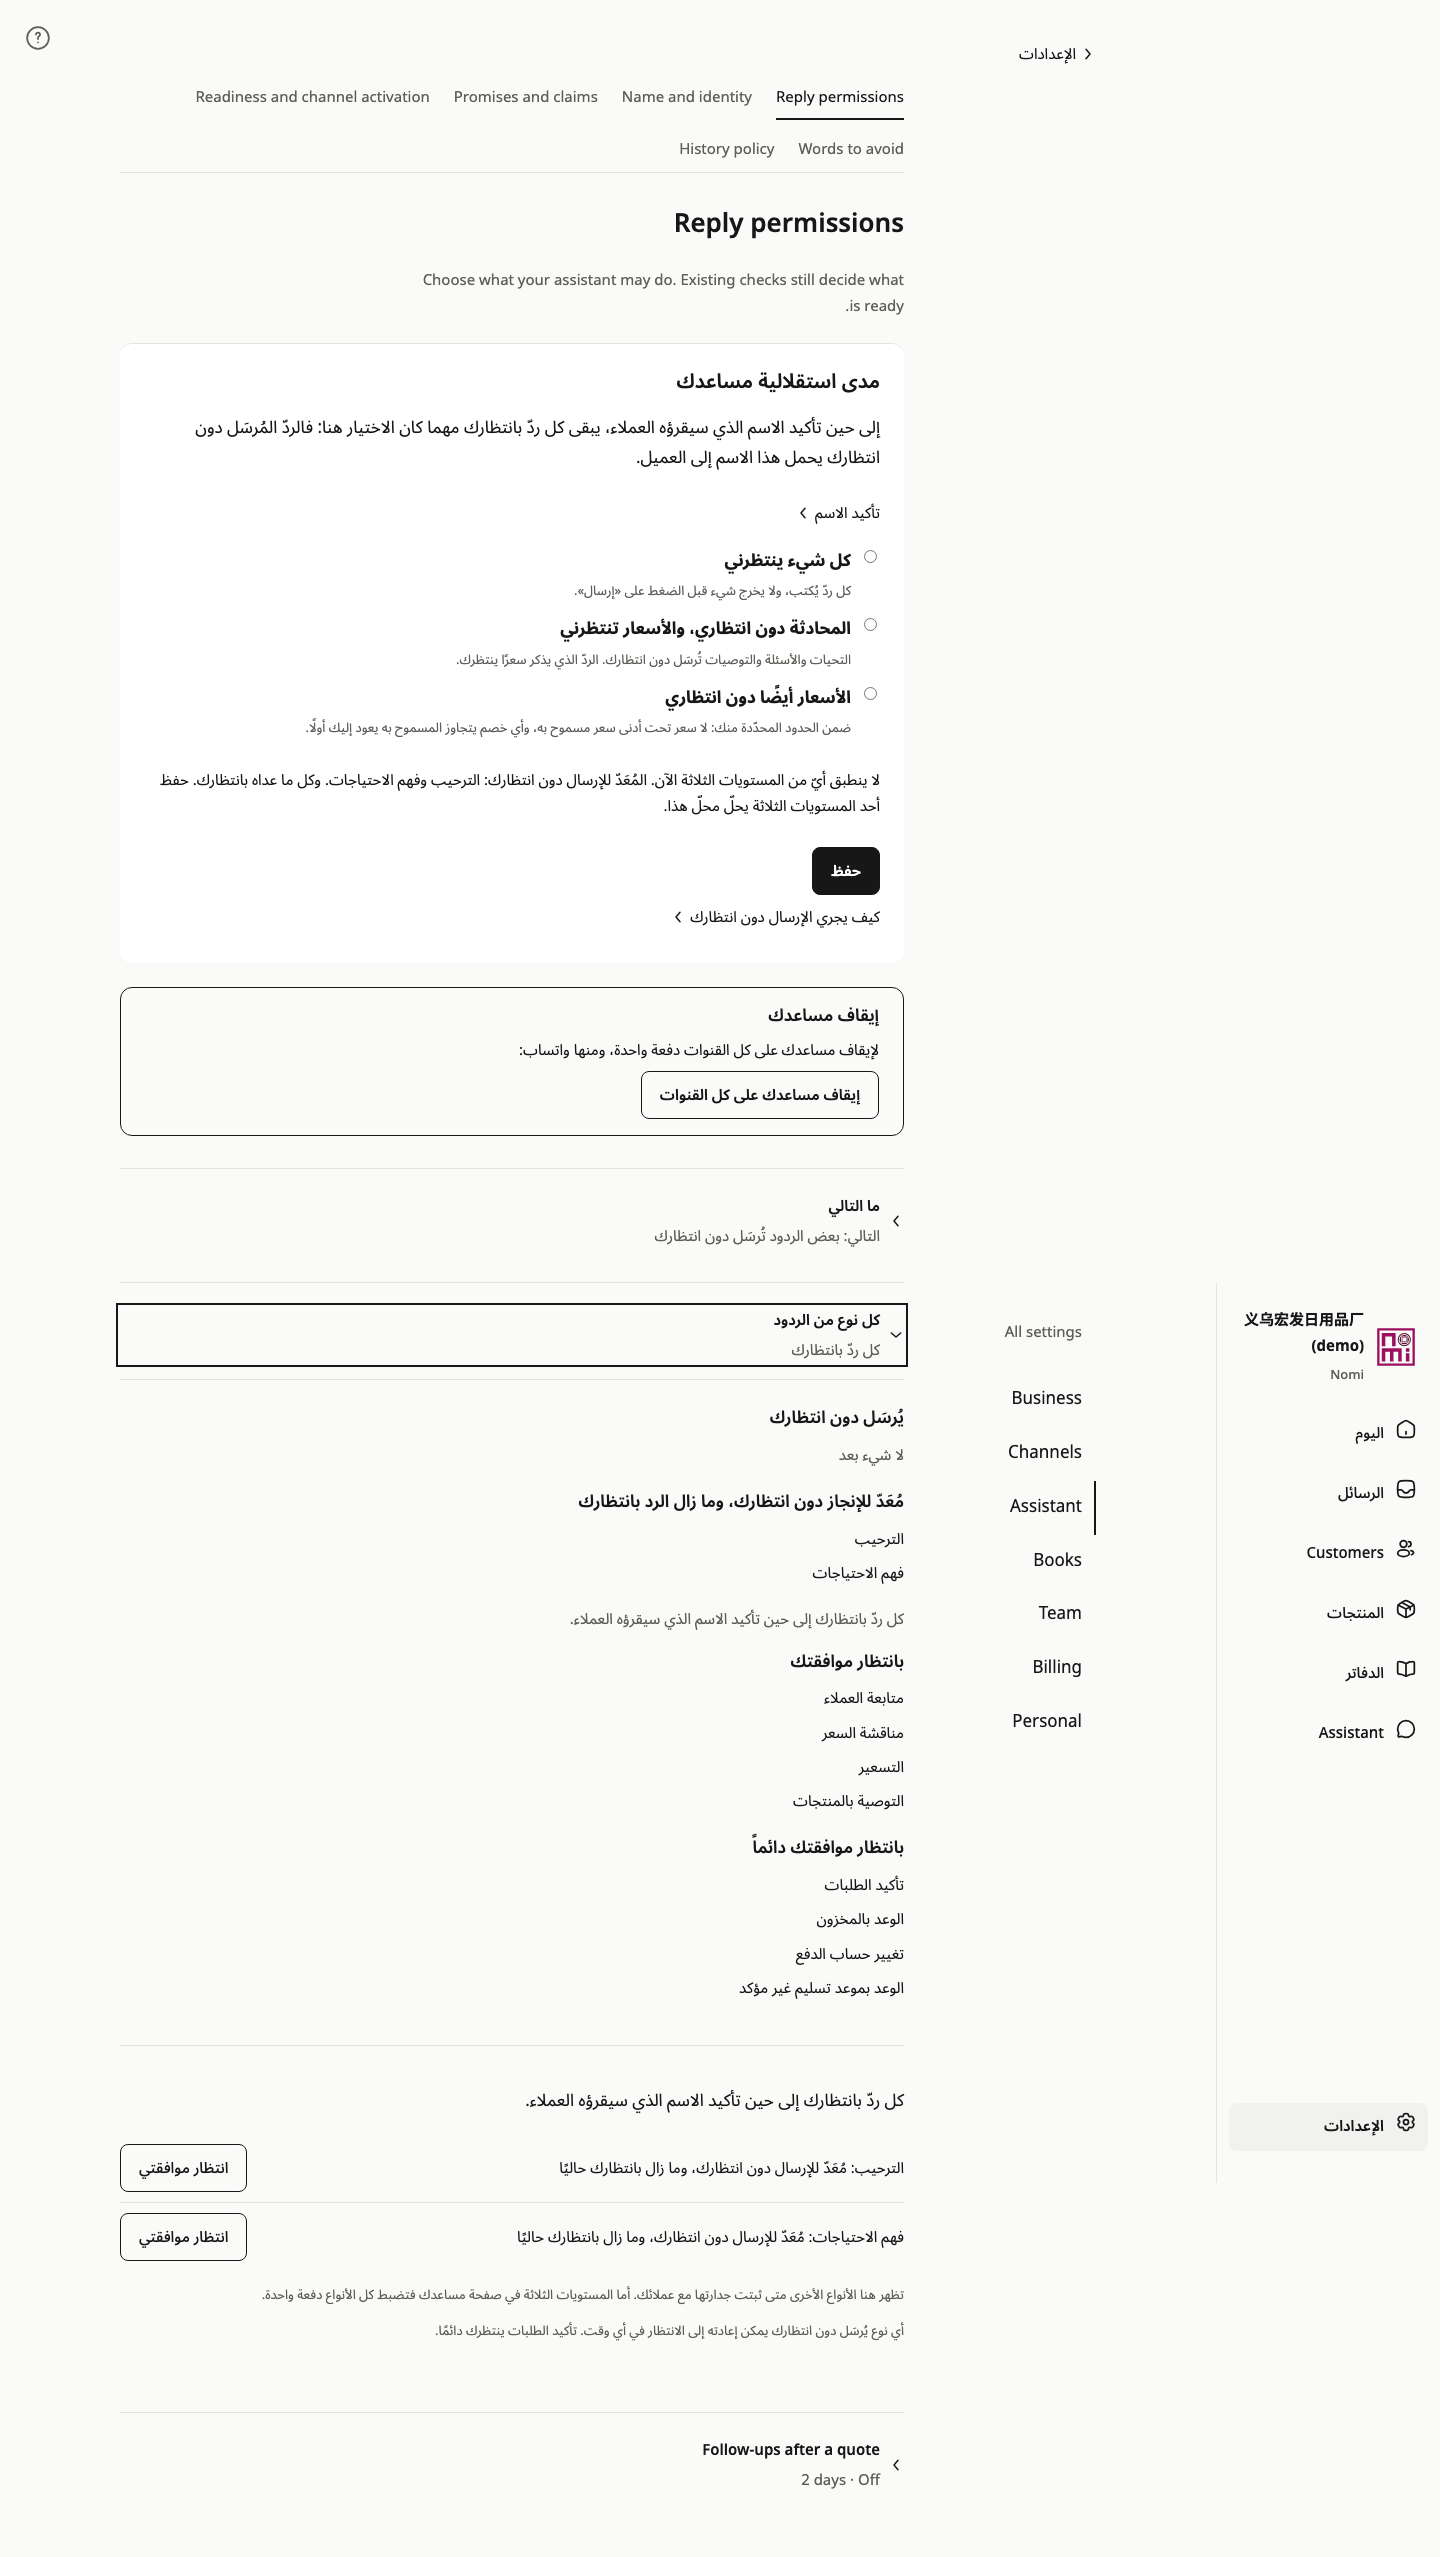 الإعدادات
Reply permissions
Name and identity
Promises and claims
Readiness and channel activation
Words to avoid
History policy
Reply permissions
Choose what your assistant may do. Existing checks still decide what
is ready.
مدى استقلالية مساعدك
إلى حين تأكيد الاسم الذي سيقرؤه العملاء، يبقى كل ردّ بانتظارك مهما كان الاختيار هنا: فالردّ المُرسَل دون
انتظارك يحمل هذا الاسم إلى العميل.
تأكيد الاسم
كل شيء ينتظرني
كل ردّ يُكتب، ولا يخرج شيء قبل الضغط على «إرسال».
المحادثة دون انتظاري، والأسعار تنتظرني
التحيات والأسئلة والتوصيات تُرسَل دون انتظارك. الردّ الذي يذكر سعرًا ينتظرك.
الأسعار أيضًا دون انتظاري
ضمن الحدود المحدّدة منك: لا سعر تحت أدنى سعر مسموح به، وأي خصم يتجاوز المسموح به يعود إليك أولًا.
لا ينطبق أيّ من المستويات الثلاثة الآن. المُعَدّ للإرسال دون انتظارك: الترحيب وفهم الاحتياجات. وكل ما عداه بانتظارك. حفظ
أحد المستويات الثلاثة يحلّ محلّ هذا.
حفظ
كيف يجري الإرسال دون انتظارك
إيقاف مساعدك
لإيقاف مساعدك على كل القنوات دفعة واحدة، ومنها واتساب:
إيقاف مساعدك على كل القنوات
ما التالي
التالي: بعض الردود تُرسَل دون انتظارك
كل نوع من الردود
كل ردّ بانتظارك
يُرسَل دون انتظارك
لا شيء بعد
مُعَدّ للإنجاز دون انتظارك، وما زال الرد بانتظارك
الترحيب
فهم الاحتياجات
كل ردّ بانتظارك إلى حين تأكيد الاسم الذي سيقرؤه العملاء.
بانتظار موافقتك
متابعة العملاء
مناقشة السعر
التسعير
التوصية بالمنتجات
بانتظار موافقتك دائماً
تأكيد الطلبات
الوعد بالمخزون
تغيير حساب الدفع
الوعد بموعد تسليم غير مؤكد
كل ردّ بانتظارك إلى حين تأكيد الاسم الذي سيقرؤه العملاء.
الترحيب: مُعَدّ للإرسال دون انتظارك، وما زال بانتظارك حاليًا
انتظار موافقتي
فهم الاحتياجات: مُعَدّ للإرسال دون انتظارك، وما زال بانتظارك حاليًا
انتظار موافقتي
تظهر هنا الأنواع الأخرى متى ثبتت جدارتها مع عملائك. أما المستويات الثلاثة في صفحة مساعدك فتضبط كل الأنواع دفعة واحدة.
أي نوع يُرسَل دون انتظارك يمكن إعادته إلى الانتظار في أي وقت. تأكيد الطلبات ينتظرك دائمًا.
Follow-ups after a quote
2 days · Off
All settings
Business
Channels
Assistant
Books
Team
Billing
Personal
nomi
义乌宏发日用品厂
(demo)
Nomi
اليوم
الرسائل
Customers
المنتجات
الدفاتر
Assistant
الإعدادات